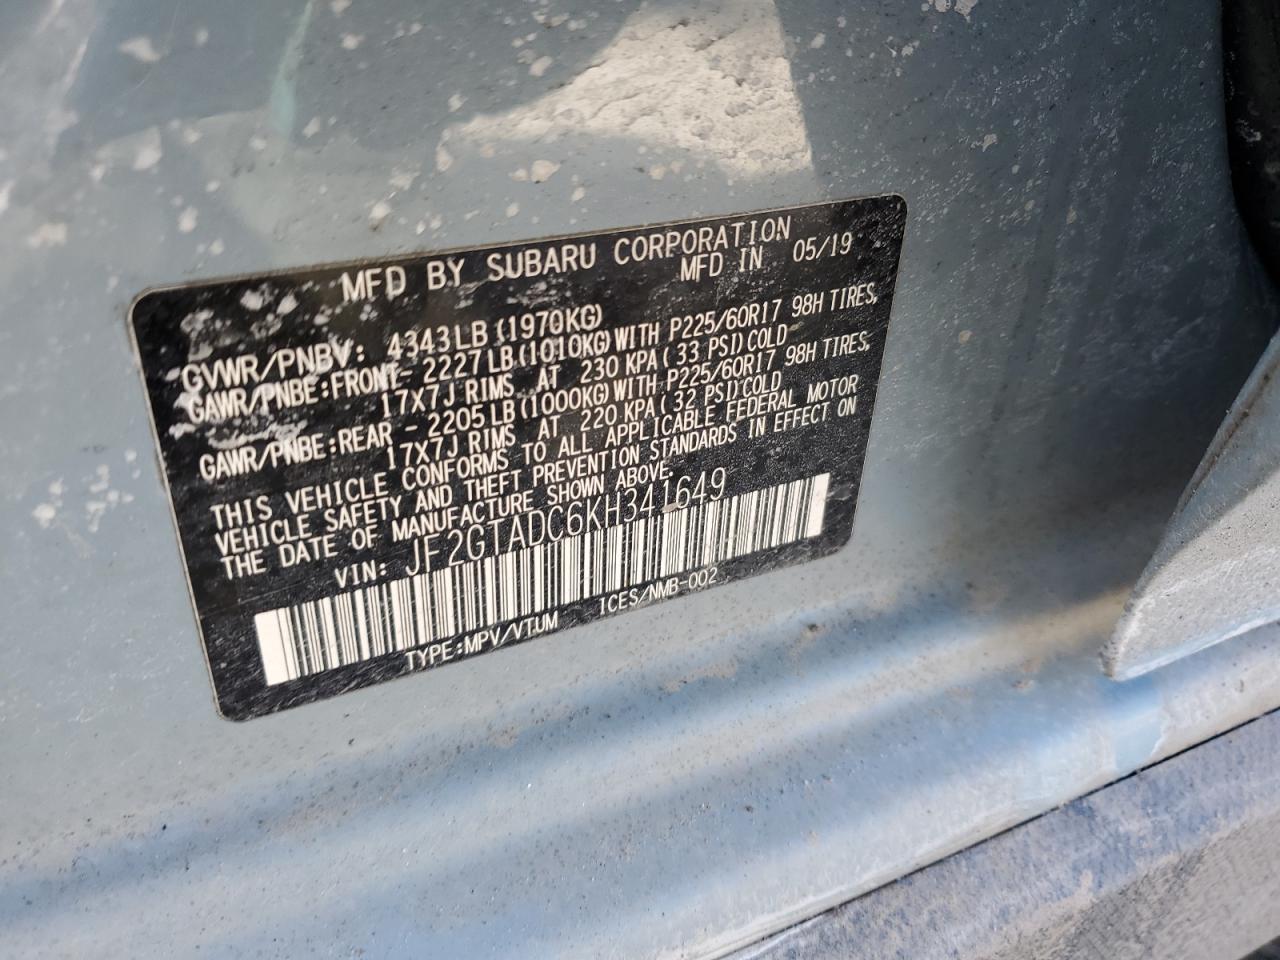 MFD BY SUBARU CORPORATION
MFD IN 05/19
GVWR/PNBV: 4343LB(1970KG)
GAWR/PNBE:FRONT- 2227LB(1010KG)WITH P225/60R17 98H TIRES,
17X7J RIMS AT 230 KPA(33 PSI)COLD
GAWR/PNBE:REAR - 2205LB(1000KG)WITH P225/60R17 98H TIRES,
17X7J RIMS AT 220 KPA(32 PSI)COLD
THIS VEHICLE CONFORMS TO ALL APPLICABLE FEDERAL MOTOR
VEHICLE SAFETY AND THEFT PREVENTION STANDARDS IN EFFECT ON
THE DATE OF MANUFACTURE SHOWN ABOVE.
VIN: JF2GTADC6KH341649
TYPE:MPV/VTUM ICES/NMB-002